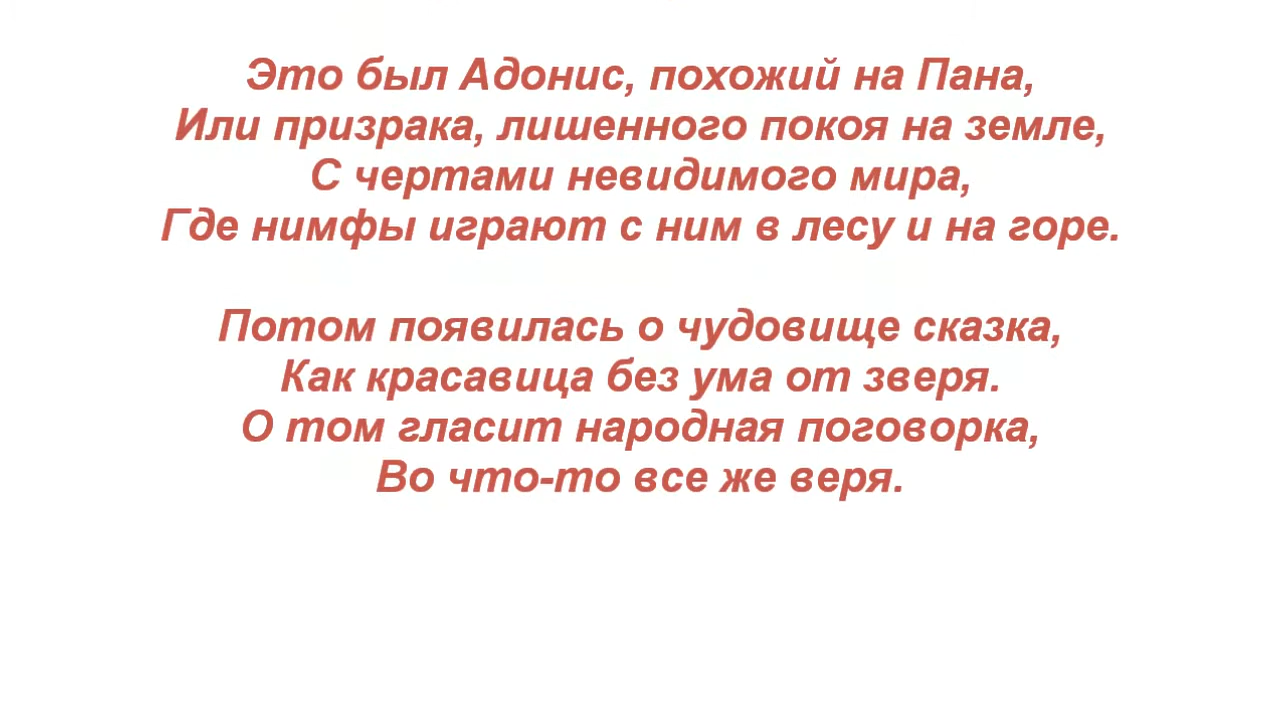 Это был Адонис, похожий на Пана,
Или призрака, лишенного покоя на земле,
С чертами невидимого мира,
Где нимфы играют с ним в лесу и на горе.
Потом появилась о чудовище сказка,
Как красавица без ума от зверя.
О том гласит народная поговорка,
Во что-то все же веря.